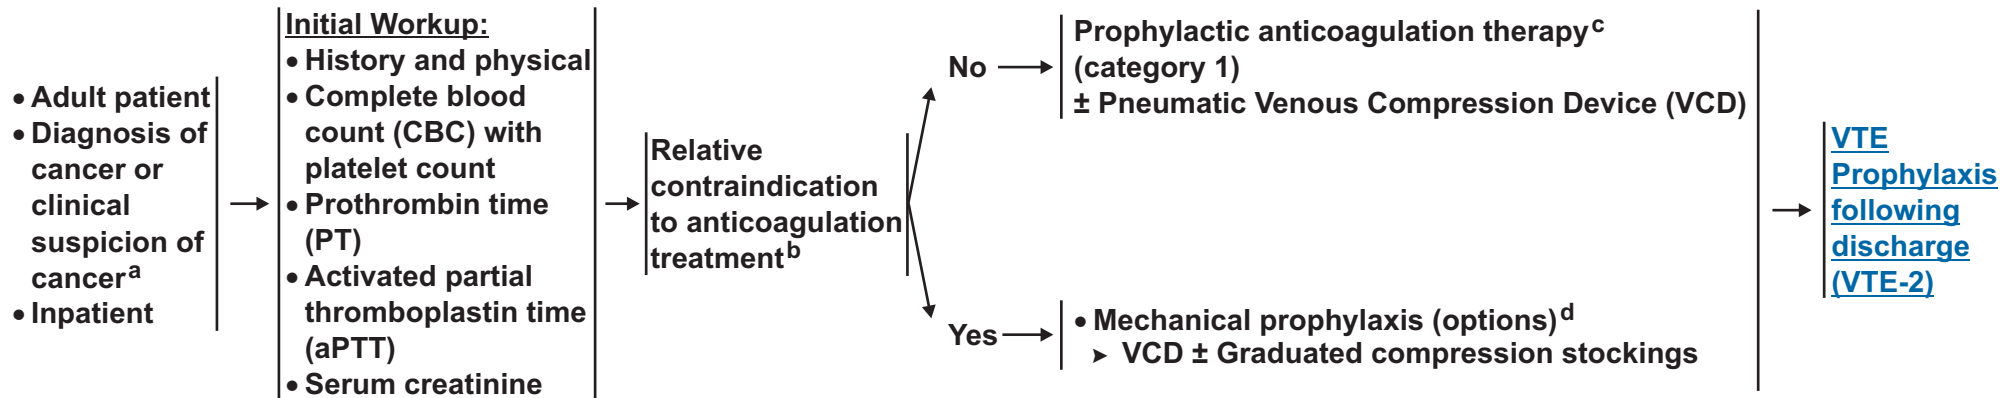 • Adult patient
• Diagnosis of
cancer or
clinical
suspicion of
cancerᵃ
• Inpatient
Initial Workup:
• History and physical
• Complete blood
count (CBC) with
platelet count
• Prothrombin time
(PT)
• Activated partial
thromboplastin time
(aPTT)
• Serum creatinine
Relative
contraindication
to anticoagulation
treatmentᵇ
No
Prophylactic anticoagulation therapyᶜ
(category 1)
± Pneumatic Venous Compression Device (VCD)
Yes
• Mechanical prophylaxis (options)ᵈ
➤ VCD ± Graduated compression stockings
VTE
Prophylaxis
following
discharge
(VTE-2)